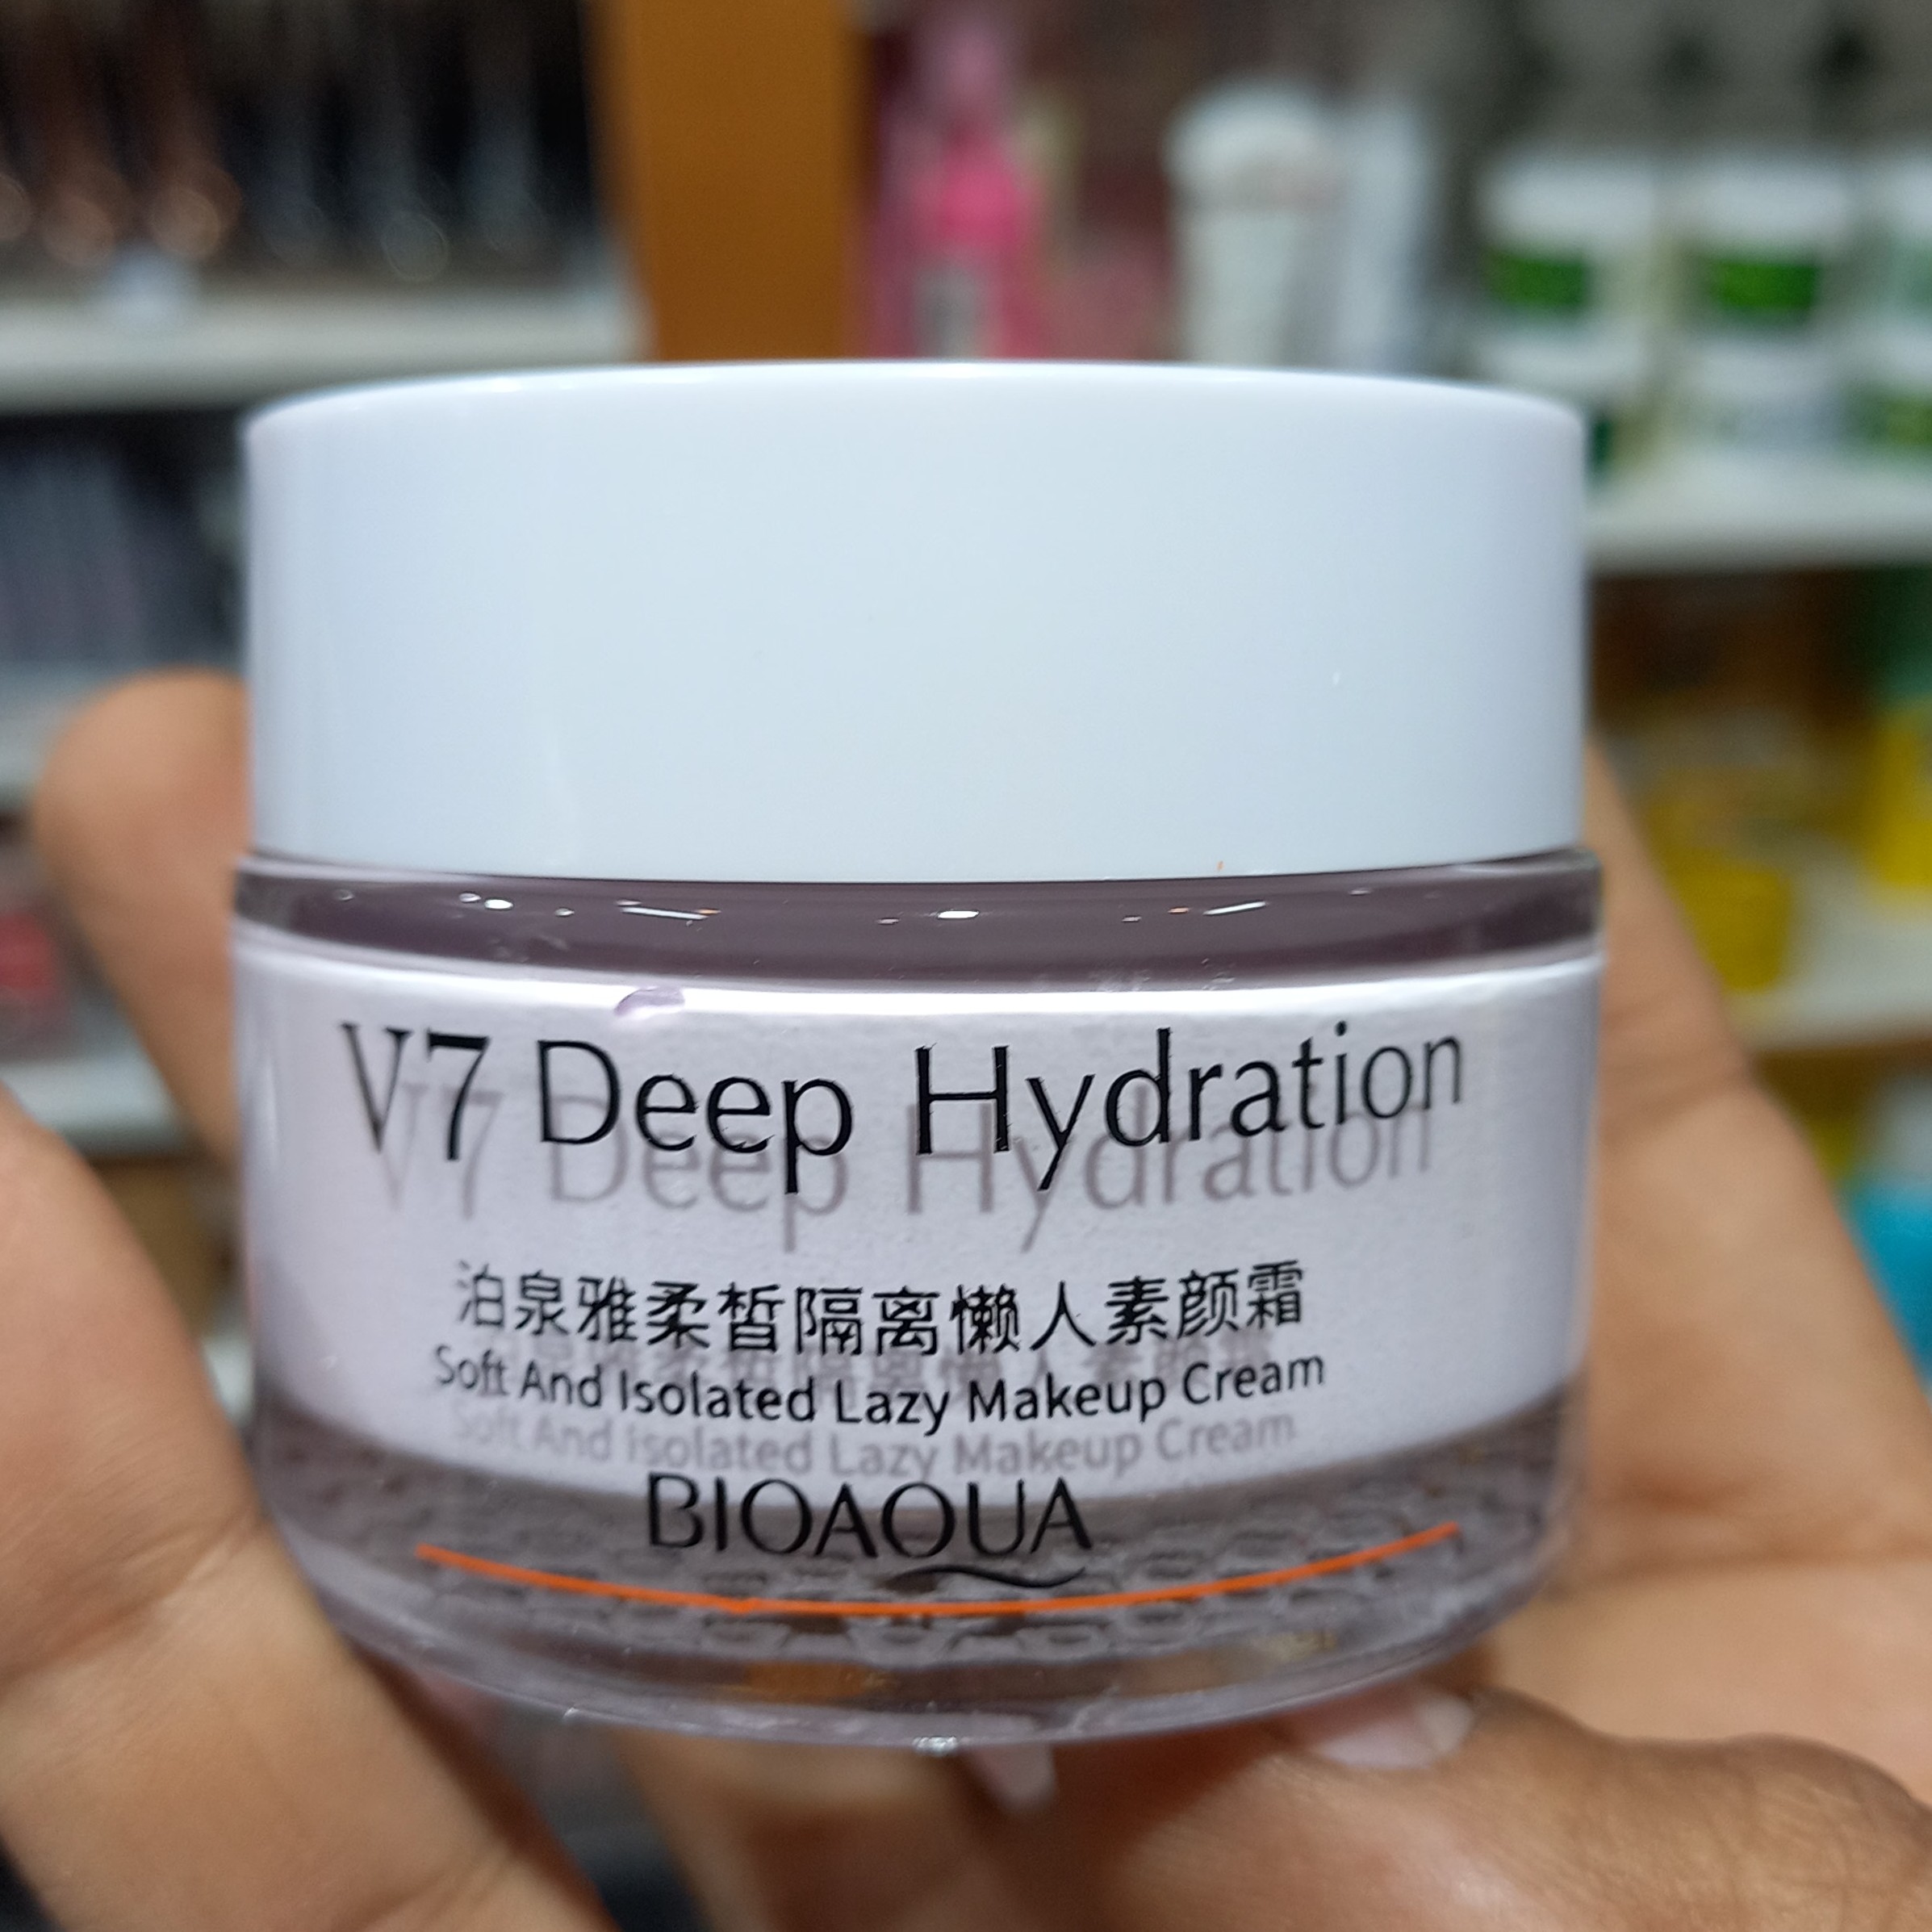 V7 Deep Hydration
泊泉雅柔皙隔离懒人素颜霜
Soft And Isolated Lazy Makeup Cream
BIOAQUA